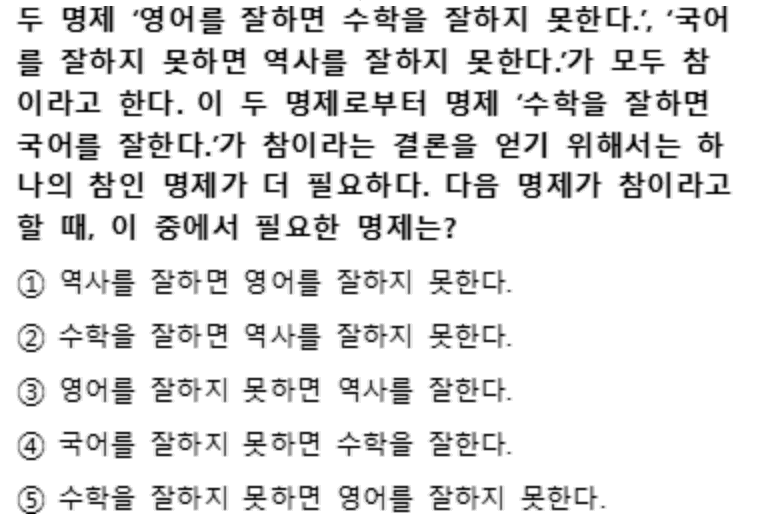 두 명제 ‘영어를 잘하면 수학을 잘하지 못한다.’, ‘국어
를 잘하지 못하면 역사를 잘하지 못한다.’가 모두 참
이라고 한다. 이 두 명제로부터 명제 ‘수학을 잘하면
국어를 잘한다.’가 참이라는 결론을 얻기 위해서는 하
나의 참인 명제가 더 필요하다. 다음 명제가 참이라고
할 때, 이 중에서 필요한 명제는?
① 역사를 잘하면 영어를 잘하지 못한다.
② 수학을 잘하면 역사를 잘하지 못한다.
③ 영어를 잘하지 못하면 역사를 잘한다.
④ 국어를 잘하지 못하면 수학을 잘한다.
⑤ 수학을 잘하지 못하면 영어를 잘하지 못한다.